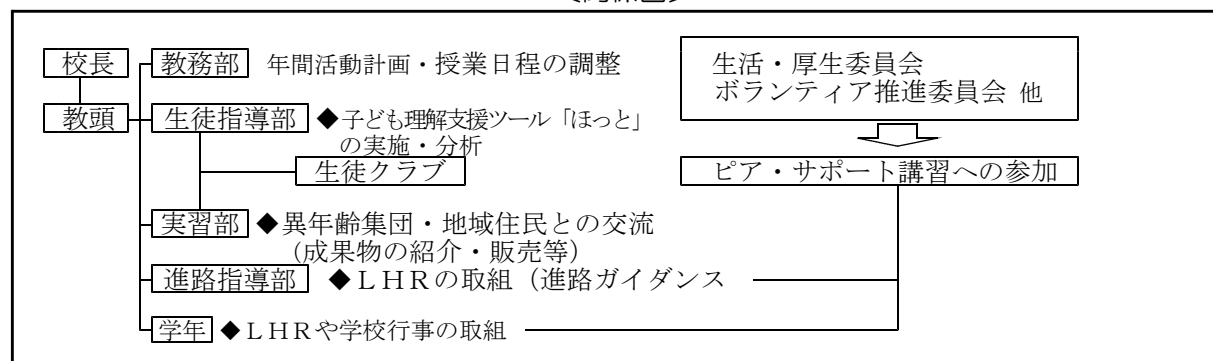 校長
教務部 年間活動計画・授業日程の調整
生活・厚生委員会
ボランティア推進委員会 他
教頭
生徒指導部 ◆子ども理解支援ツール「ほっと」
の実施・分析
生徒クラブ
ピア・サポート講習への参加
実習部 ◆異年齢集団・地域住民との交流
(成果物の紹介・販売等)
進路指導部 ◆LHRの取組(進路ガイダンス
学年 ◆LHRや学校行事の取組